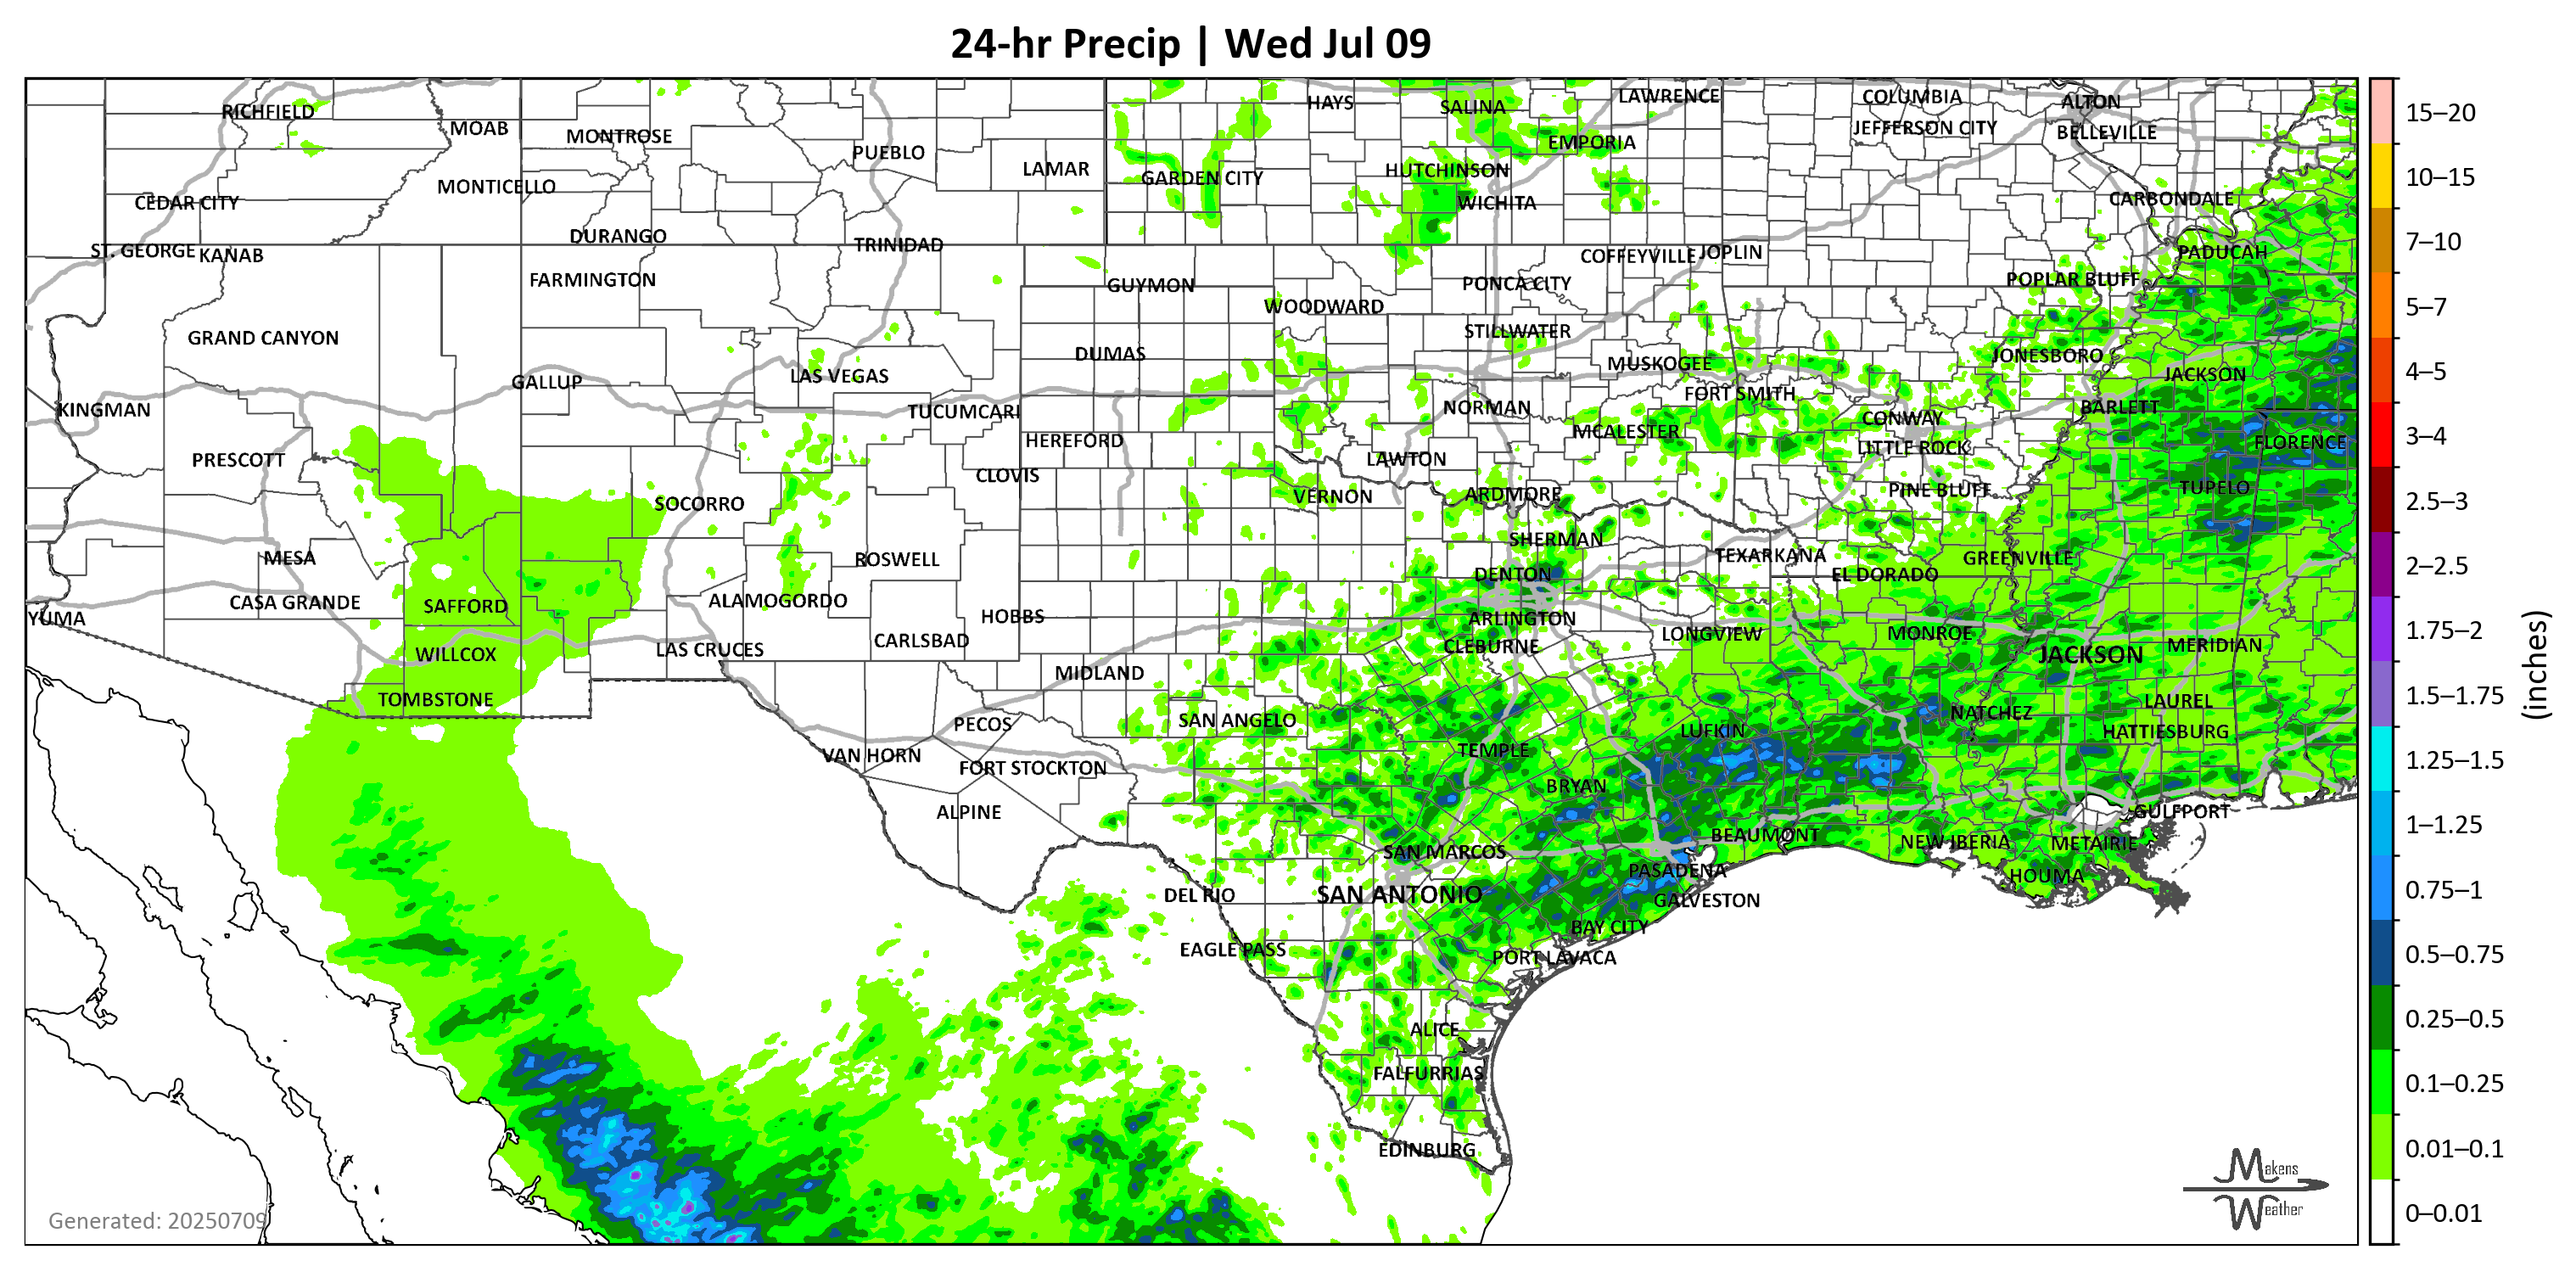 24-hr Precip | Wed Jul 09
RICHFIELD
MOAB
MONTROSE
PUEBLO
LAMAR
HAYS
SALINA
LAWRENCE
COLUMBIA
ALTON
JEFFERSON CITY
BELLEVILLE
EMPORIA
HUTCHINSON
GARDEN CITY
MONTICELLO
CEDAR CITY
WICHITA
CARBONDALE
DURANGO
TRINIDAD
ST. GEORGE
KANAB
COFFEYVILLE
JOPLIN
PADUCAH
FARMINGTON
GUYMON
PONCA CITY
POPLAR BLUFF
WOODWARD
GRAND CANYON
STILLWATER
DUMAS
MUSKOGEE
JONESBORO
GALLUP
LAS VEGAS
JACKSON
FORT SMITH
KINGMAN
TUCUMCARI
NORMAN
BARLETT
CONWAY
MCALESTER
HEREFORD
LITTLE ROCK
FLORENCE
PRESCOTT
LAWTON
CLOVIS
VERNON
ARDMORE
PINE BLUFF
TUPELO
SOCORRO
SHERMAN
MESA
ROSWELL
TEXARKANA
GREENVILLE
DENTON
EL DORADO
CASA GRANDE
SAFFORD
ALAMOGORDO
HOBBS
YUMA
ARLINGTON
LONGVIEW
MONROE
CARLSBAD
CLEBURNE
MERIDIAN
WILLCOX
LAS CRUCES
JACKSON
MIDLAND
TOMBSTONE
LAUREL
NATCHEZ
SAN ANGELO
PECOS
LUFKIN
HATTIESBURG
VAN HORN
TEMPLE
FORT STOCKTON
BRYAN
ALPINE
GULFPORT
BEAUMONT
NEW IBERIA
METAIRIE
SAN MARCOS
PASADENA
HOUMA
DEL RIO
SAN ANTONIO
GALVESTON
BAY CITY
EAGLE PASS
PORT LAVACA
ALICE
FALFURRIAS
EDINBURG
Generated: 20250709
Makens
Weather
15–20
10–15
7–10
5–7
4–5
3–4
2.5–3
2–2.5
1.75–2
1.5–1.75
1.25–1.5
1–1.25
0.75–1
0.5–0.75
0.25–0.5
0.1–0.25
0.01–0.1
0–0.01
(inches)